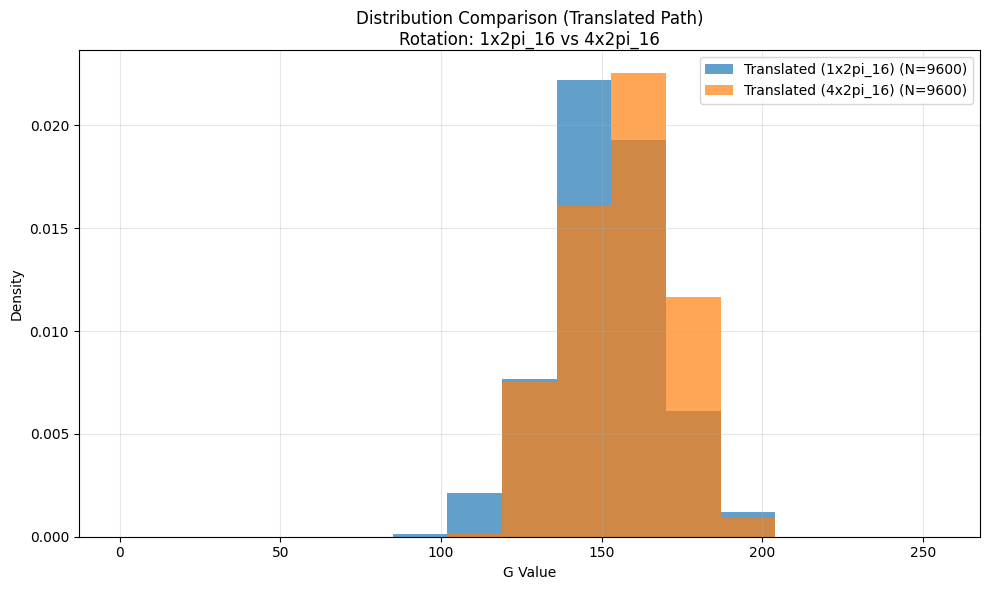 Distribution Comparison (Translated Path)
Rotation: 1x2pi_16 vs 4x2pi_16
Translated (1x2pi_16) (N=9600)
Translated (4x2pi_16) (N=9600)
Density
0.020
0.015
0.010
0.005
0.000
0 50 100 150 200 250
G Value